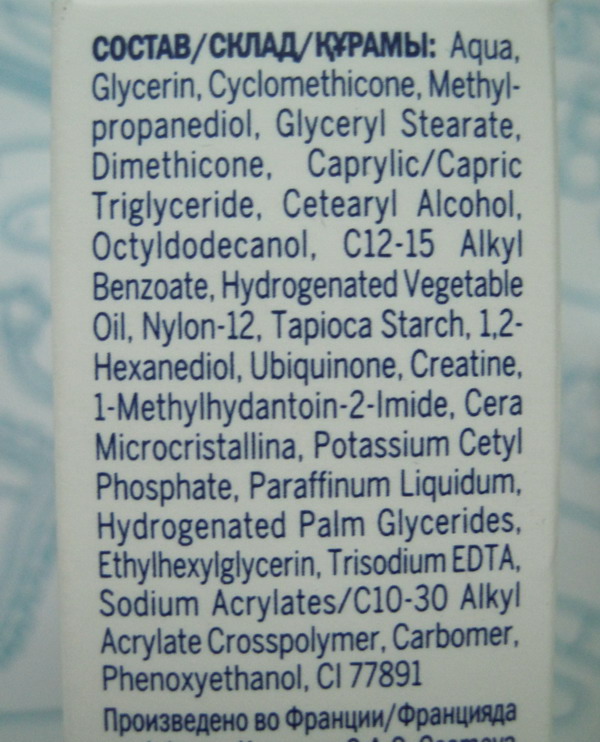 СОСТАВ/СКЛАД/ҚҰРАМЫ: Aqua,
Glycerin, Cyclomethicone, Methyl-
propanediol, Glyceryl Stearate,
Dimethicone, Caprylic/Capric
Triglyceride, Cetearyl Alcohol,
Octyldodecanol, C12-15 Alkyl
Benzoate, Hydrogenated Vegetable
Oil, Nylon-12, Tapioca Starch, 1,2-
Hexanediol, Ubiquinone, Creatine,
1-Methylhydantoin-2-Imide, Cera
Microcristallina, Potassium Cetyl
Phosphate, Paraffinum Liquidum,
Hydrogenated Palm Glycerides,
Ethylhexylglycerin, Trisodium EDTA,
Sodium Acrylates/C10-30 Alkyl
Acrylate Crosspolymer, Carbomer,
Phenoxyethanol, CI 77891
Произведено во Франции/Францияда